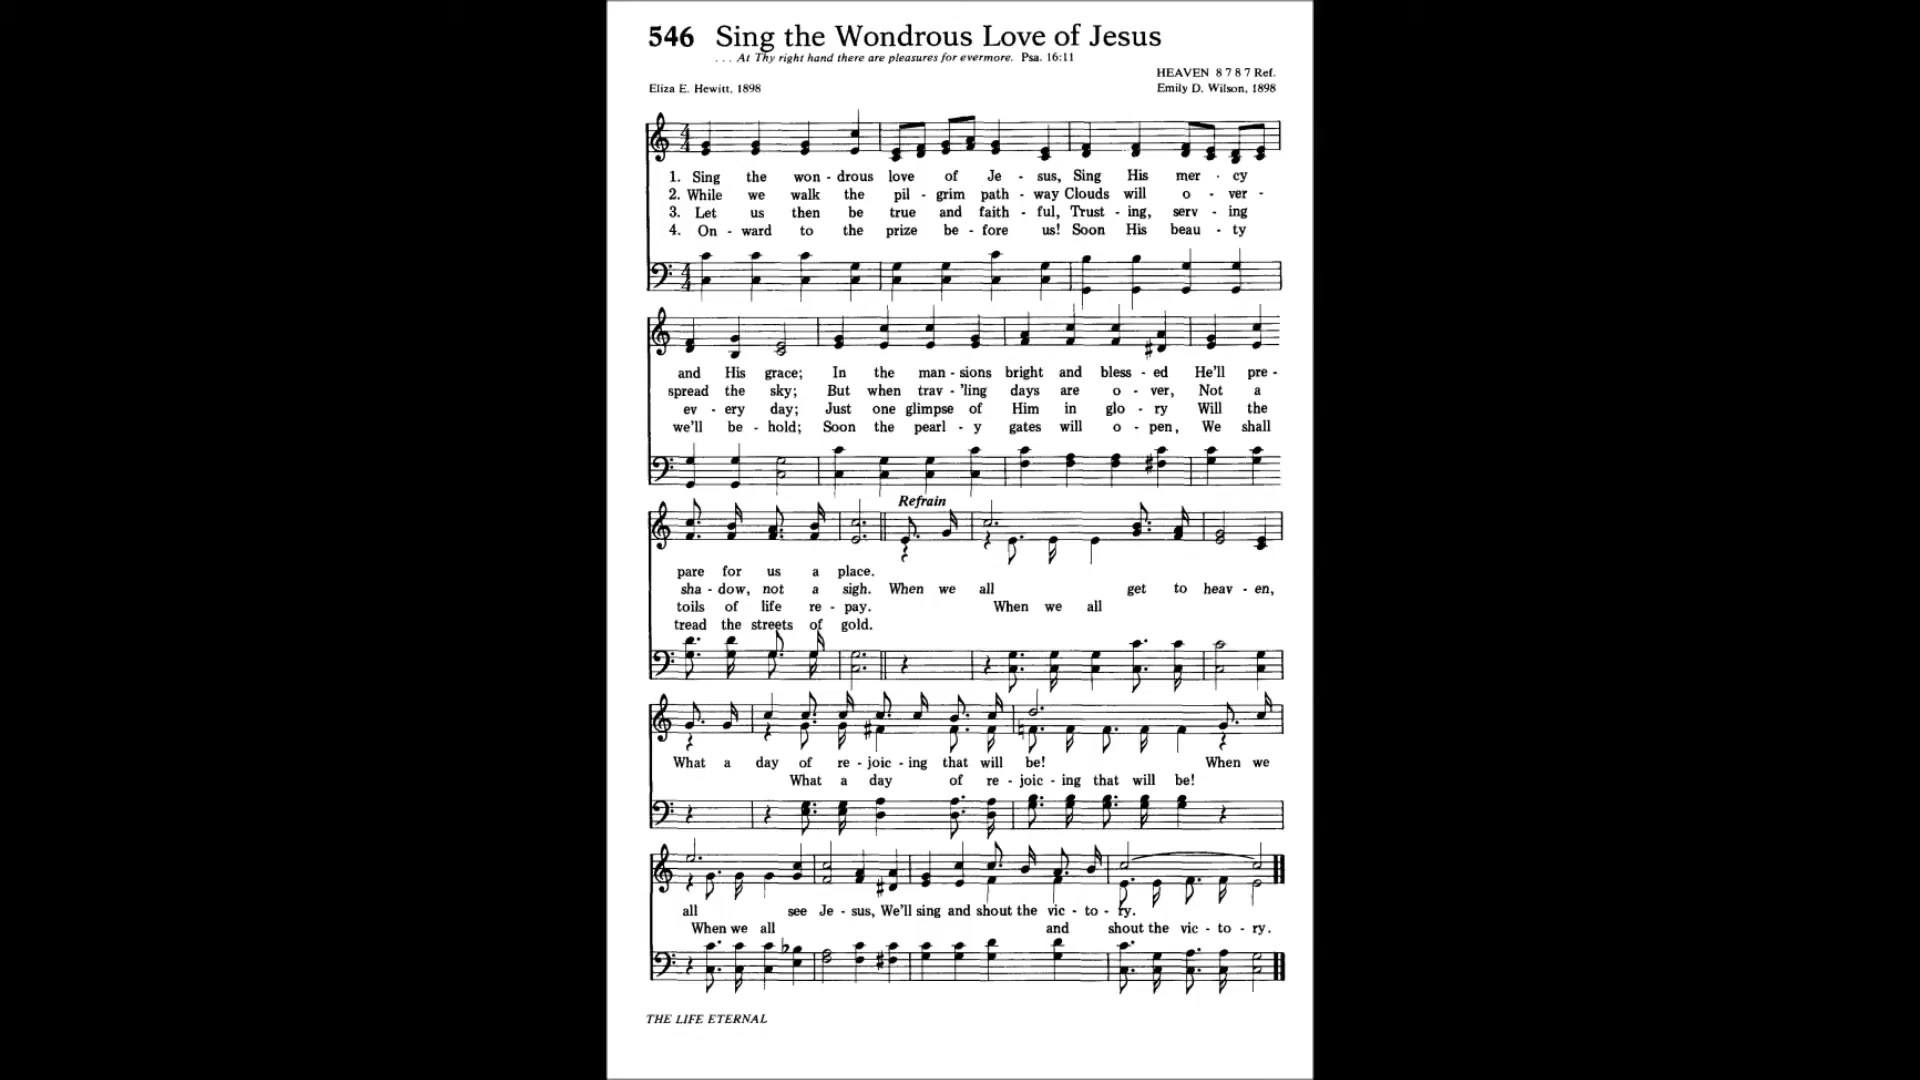 546 Sing the Wondrous Love of Jesus
. . . At Thy right hand there are pleasures for evermore. Psa. 16:11
HEAVEN 8 7 8 7 Ref.
Eliza E. Hewitt, 1898 Emily D. Wilson, 1898
1. Sing the won - drous love of Je - sus, Sing His mer - cy
2. While we walk the pil - grim path - way Clouds will o - ver -
3. Let us then be true and faith - ful, Trust - ing, serv - ing
4. On - ward to the prize be - fore us! Soon His beau - ty
and His grace; In the man - sions bright and bless - ed He'll pre -
spread the sky; But when trav - 'ling days are o - ver, Not a
ev - ery day; Just one glimpse of Him in glo - ry Will the
we'll be - hold; Soon the pearl - y gates will o - pen, We shall
Refrain
pare for us a place.
sha - dow, not a sigh. When we all get to heav - en,
toils of life re - pay. When we all
tread the streets of gold.
What a day of re - joic - ing that will be! When we
What a day of re - joic - ing that will be!
all see Je - sus, We'll sing and shout the vic - to - ry.
When we all and shout the vic - to - ry.
THE LIFE ETERNAL